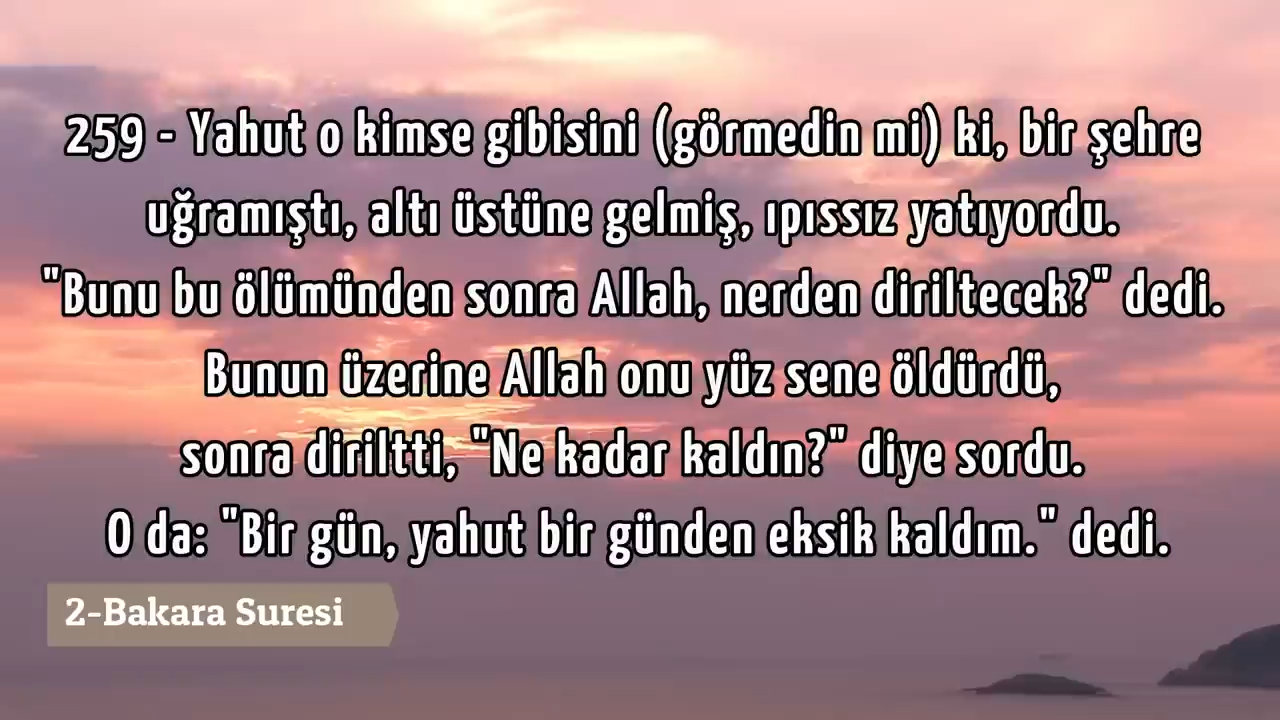 259 - Yahut o kimse gibisini (görmedin mi) ki, bir şehre
uğramıştı, altı üstüne gelmiş, ıpıssız yatıyordu.
"Bunu bu ölümünden sonra Allah, nerden diriltecek?" dedi.
Bunun üzerine Allah onu yüz sene öldürdü,
sonra diriltti, "Ne kadar kaldın?" diye sordu.
O da: "Bir gün, yahut bir günden eksik kaldım." dedi.
2-Bakara Suresi